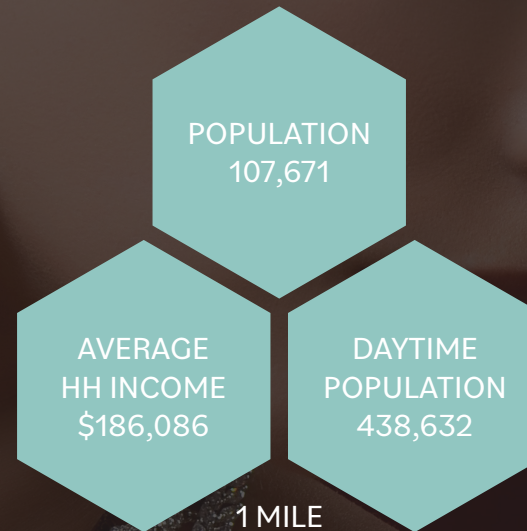 POPULATION
107,671
AVERAGE
HH INCOME
$186,086
DAYTIME
POPULATION
438,632
1 MILE